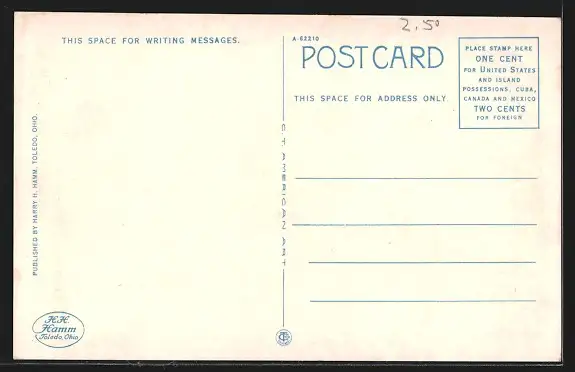 2.50
THIS SPACE FOR WRITING MESSAGES.
A-62210
POST CARD
THIS SPACE FOR ADDRESS ONLY
PLACE STAMP HERE
ONE CENT
FOR UNITED STATES
AND ISLAND
POSSESSIONS, CUBA,
CANADA AND MEXICO
TWO CENTS
FOR FOREIGN
PUBLISHED BY HARRY H. HAMM, TOLEDO, OHIO.
C.T. AMERICAN ART
H.H.
Hamm
Toledo, Ohio